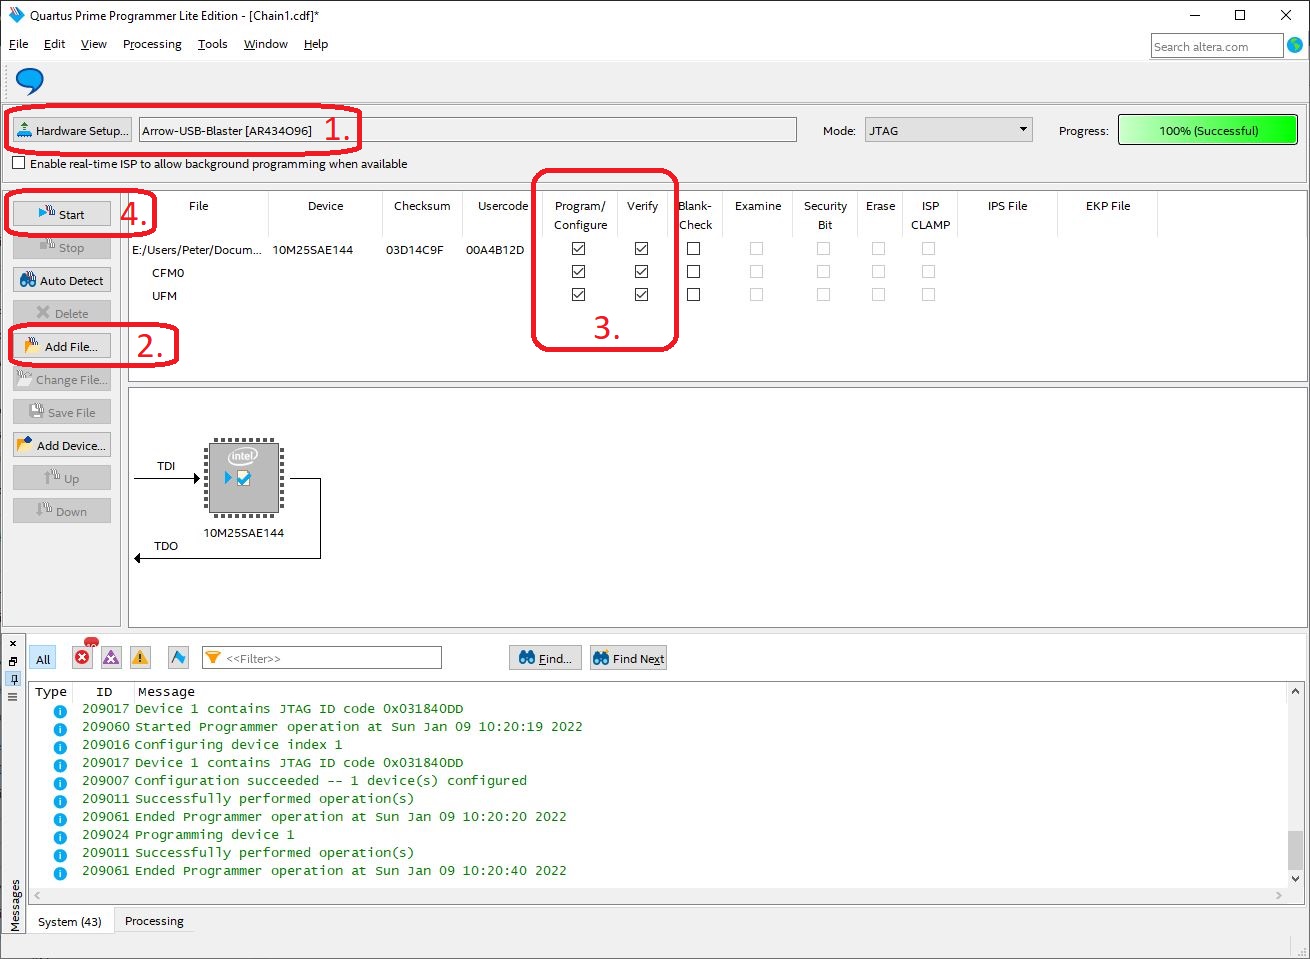 Quartus Prime Programmer Lite Edition - [Chain1.cdf]*
File Edit View Processing Tools Window Help
Search altera.com
Hardware Setup... Arrow-USB-Blaster [AR434O96] 1. Mode: JTAG Progress: 100% (Successful)
Enable real-time ISP to allow background programming when available
Start 4.
Stop
Auto Detect
Delete
Add File... 2.
Change File...
Save File
Add Device...
Up
Down
File Device Checksum Usercode Program/ Configure Verify Blank-Check Examine Security Bit Erase ISP CLAMP IPS File EKP File
E:/Users/Peter/Docum... 10M25SAE144 03D14C9F 00A4B12D
CFM0
UFM
3.
TDI
intel
10M25SAE144
TDO
All <<Filter>> Find... Find Next
Type ID Message
209017 Device 1 contains JTAG ID code 0x031840DD
209060 Started Programmer operation at Sun Jan 09 10:20:19 2022
209016 Configuring device index 1
209017 Device 1 contains JTAG ID code 0x031840DD
209007 Configuration succeeded -- 1 device(s) configured
209011 Successfully performed operation(s)
209061 Ended Programmer operation at Sun Jan 09 10:20:20 2022
209024 Programming device 1
209011 Successfully performed operation(s)
209061 Ended Programmer operation at Sun Jan 09 10:20:40 2022
Messages
System (43) Processing